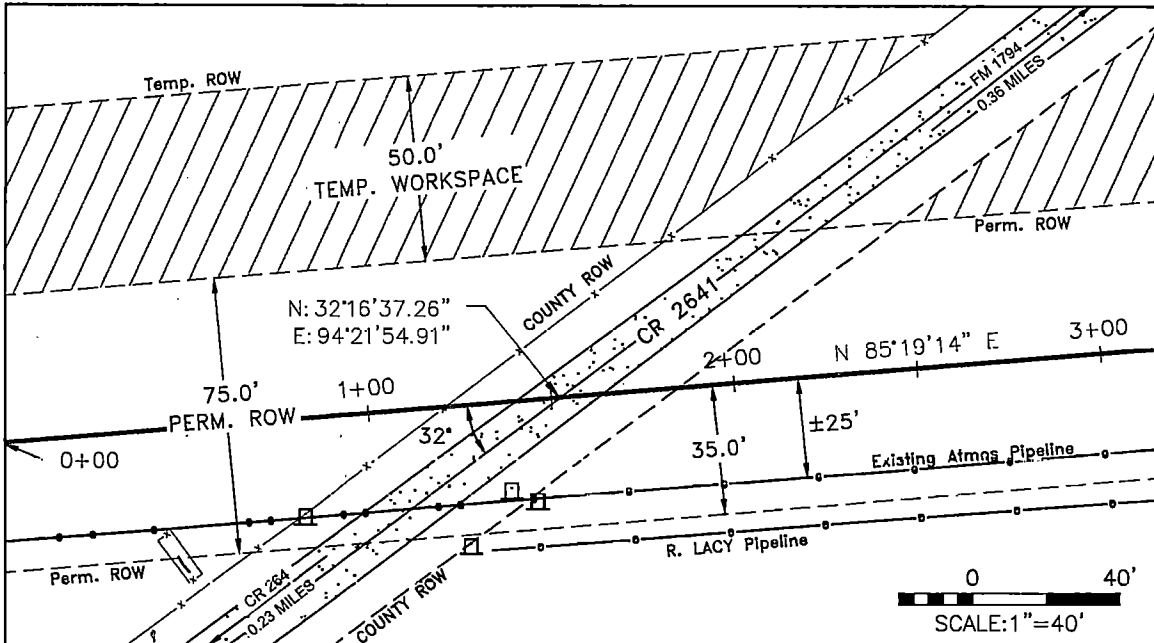 Temp. ROW
FM 1794
0.36 MILES
50.0'
TEMP. WORKSPACE
Perm. ROW
COUNTY ROW
N: 32°16'37.26"
E: 94°21'54.91"
CR 2641
N 85°19'14" E
3+00
2+00
1+00
75.0'
PERM. ROW
0+00
32°
35.0'
±25'
Existing Atmos Pipeline
R. LACY Pipeline
Perm. ROW
CR 264
0.23 MILES
COUNTY ROW
0 40'
SCALE:1"=40'